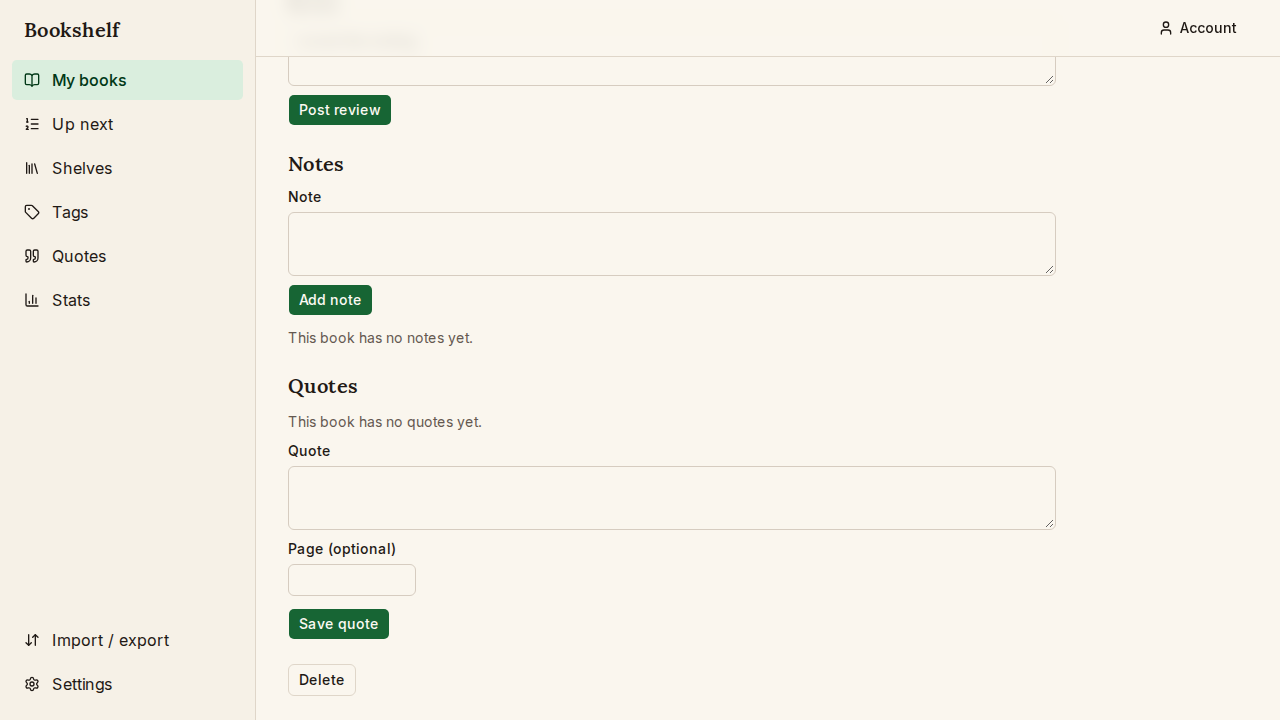 Bookshelf
Account
My books
Up next
Shelves
Tags
Quotes
Stats
Import / export
Settings
Post review
Notes
Note
Add note
This book has no notes yet.
Quotes
This book has no quotes yet.
Quote
Page (optional)
Save quote
Delete